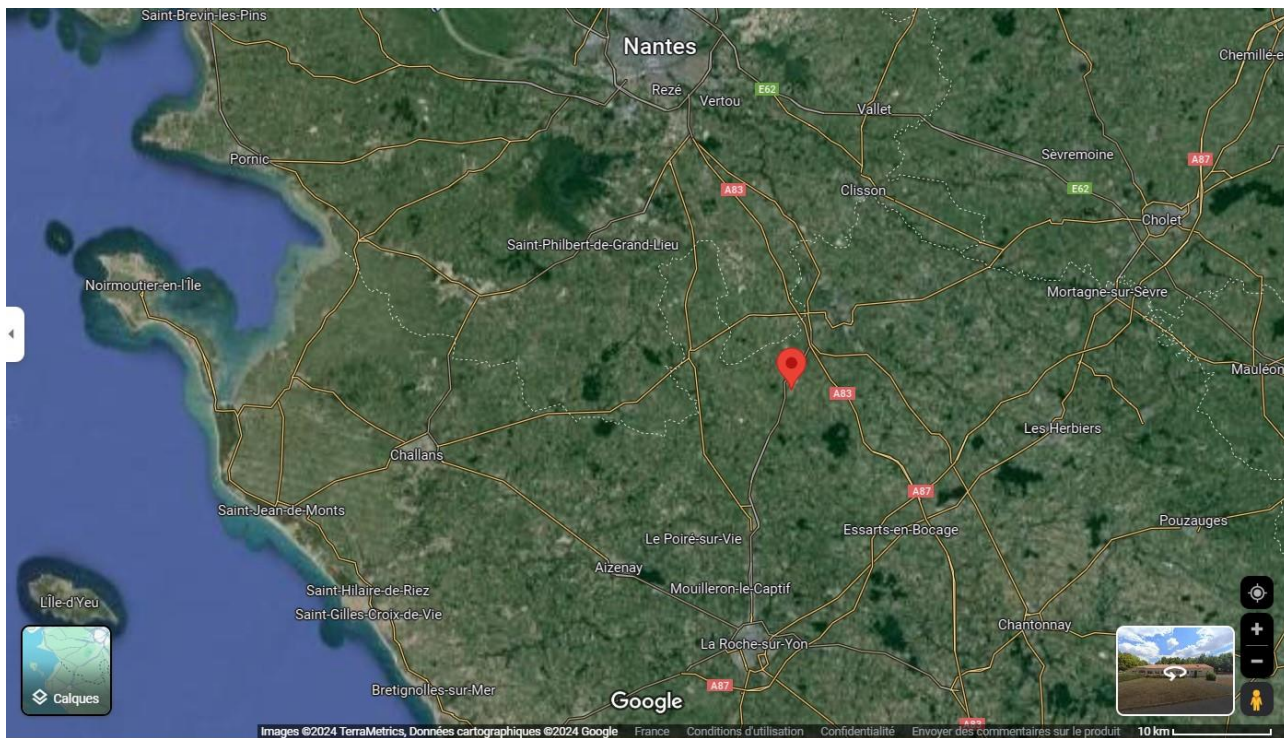 Saint-Brevin-les-Pins
Nantes
Chemillé-e
Rezé
Vertou
E62
Vallet
Pornic
Sèvremoine
A87
A83
Clisson
E62
Cholet
Saint-Philbert-de-Grand-Lieu
Noirmoutier-en-l'Île
Mortagne-sur-Sèvre
Mauléon
A83
Les Herbiers
Challans
A87
Saint-Jean-de-Monts
Pouzauges
Essarts-en-Bocage
Le Poiré-sur-Vie
Aizenay
Saint-Hilaire-de-Riez
Mouilleron-le-Captif
L'Île-d'Yeu
Saint-Gilles-Croix-de-Vie
Chantonnay
La Roche-sur-Yon
A87
Bretignolles-sur-Mer
Calques
Google
A83
Images ©2024 TerraMetrics, Données cartographiques ©2024 Google France Conditions d'utilisation Confidentialité Envoyer des commentaires sur le produit 10 km